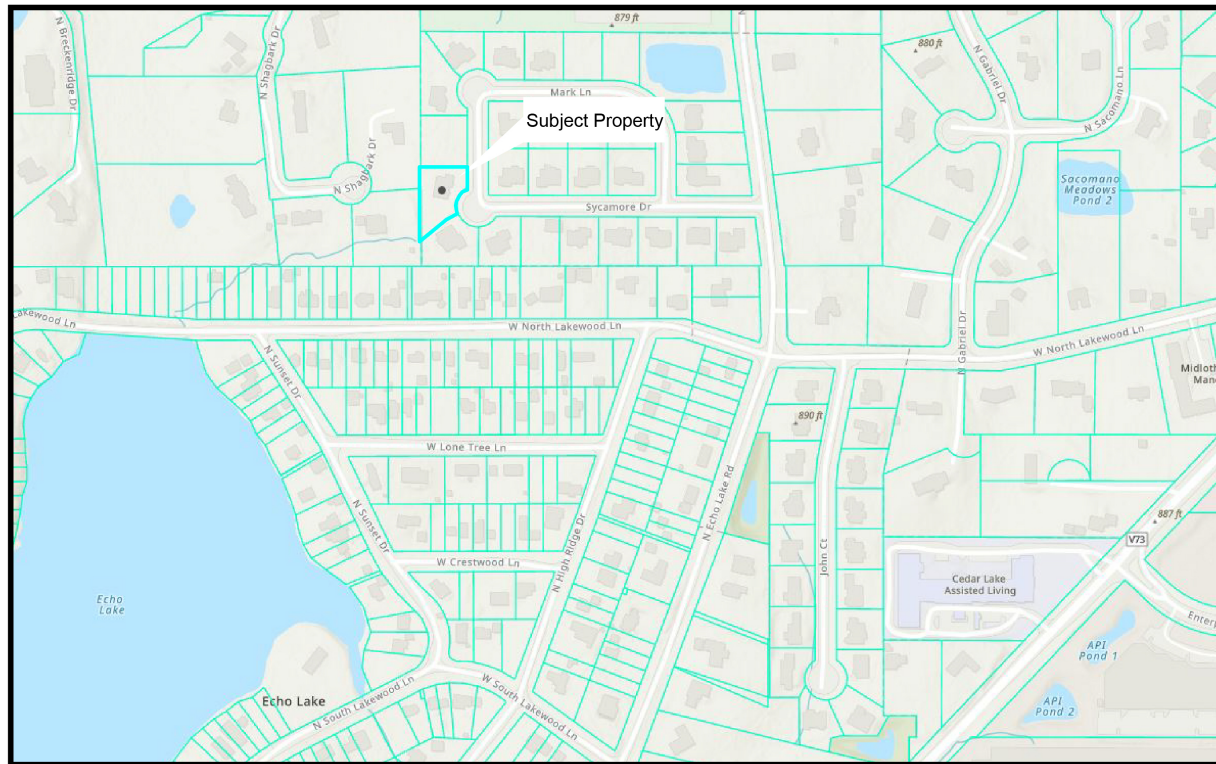 879 ft
N Breckenridge Dr
N Shagbark Dr
880 ft
N Gabriel Dr
Mark Ln
Subject Property
N Sacomano Ln
N Shagbark Dr
Sacomano
Meadows
Pond 2
Sycamore Dr
Lakewood Ln
W North Lakewood Ln
W North Lakewood Ln
N Gabriel Dr
N Sunset Dr
890 ft
W Lone Tree Ln
N Echo Lake Rd
N Sunset Dr
887 ft
V73
W Crestwood Ln
N High Ridge Dr
John Ct
Cedar Lake
Assisted Living
Echo
Lake
API
Pond 1
Echo Lake
N South Lakewood Ln
W South Lakewood Ln
API
Pond 2